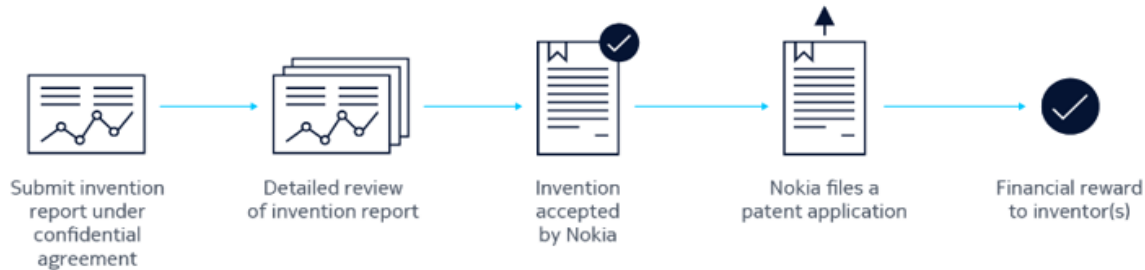 Submit invention
report under
confidential
agreement
Detailed review
of invention report
Invention
accepted
by Nokia
Nokia files a
patent application
Financial reward
to inventor(s)